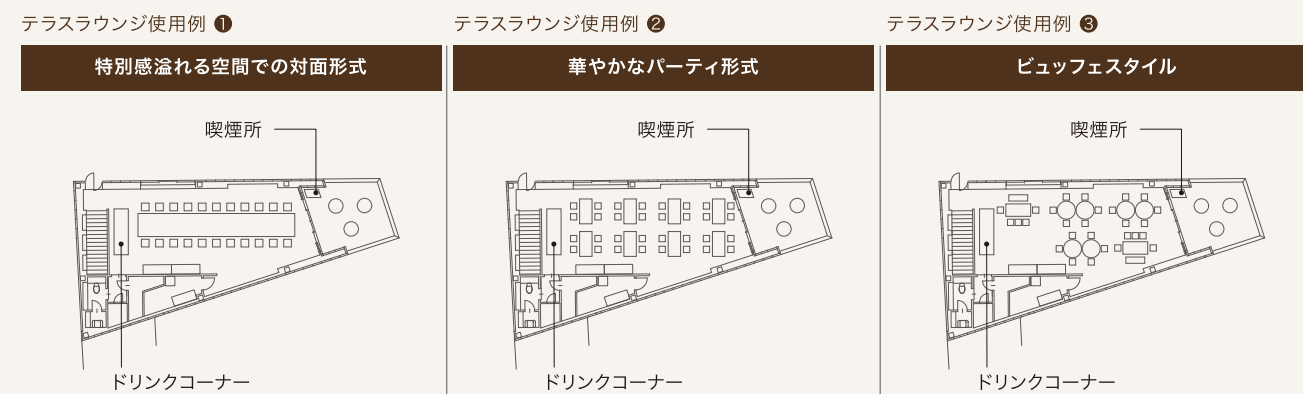 テラスラウンジ使用例 ❶
特別感溢れる空間での対面形式
喫煙所
ドリンクコーナー
テラスラウンジ使用例 ❷
華やかなパーティ形式
喫煙所
ドリンクコーナー
テラスラウンジ使用例 ❸
ビュッフェスタイル
喫煙所
ドリンクコーナー